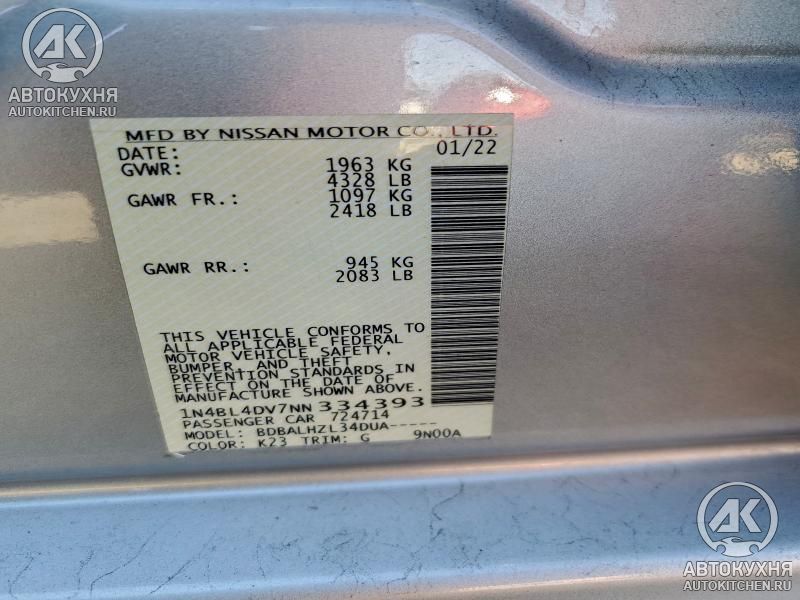 AK
АВТОКУХНЯ
AUTOKITCHEN.RU
MFD BY NISSAN MOTOR CO., LTD.
DATE: 01/22
GVWR: 1963 KG
4328 LB
GAWR FR.: 1097 KG
2418 LB
GAWR RR.: 945 KG
2083 LB
THIS VEHICLE CONFORMS TO
ALL APPLICABLE FEDERAL
MOTOR VEHICLE SAFETY,
BUMPER, AND THEFT
PREVENTION STANDARDS IN
EFFECT ON THE DATE OF
MANUFACTURE SHOWN ABOVE.
1N4BL4DV7NN334393
PASSENGER CAR 724714
MODEL: BDBALHZL34DUA-----
COLOR: K23 TRIM: G 9N00A
AK
АВТОКУХНЯ
AUTOKITCHEN.RU